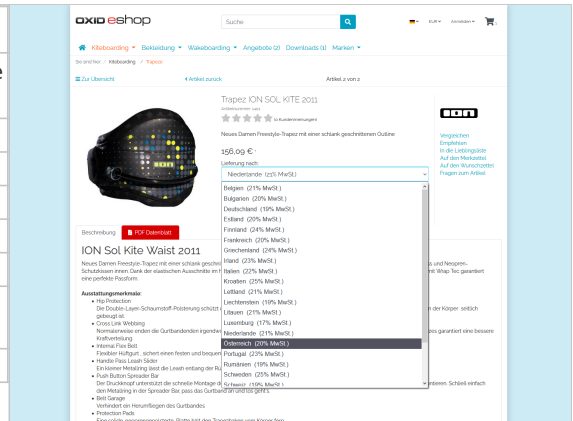 OXID eshop
Suche
EUR
Anmelden
Kiteboarding
Bekleidung
Wakeboarding
Angebote (2)
Downloads (1)
Marken
Sie sind hier: / Kiteboarding / Trapeze
Zur Übersicht
Artikel zurück
Artikel 2 von 2
Trapez ION SOL KITE 2011
Neues Damen Freestyle-Trapez mit einer schlank geschnittenen Outline
156,09 €
Lieferung nach:
Niederlande (21% MwSt.)
ION
Vergleichen
Empfehlen
In die Lieblingsliste
Auf den Merkzettel
Auf den Wunschzettel
Fragen zum Artikel
Belgien (21% MwSt.)
Bulgarien (20% MwSt.)
Deutschland (19% MwSt.)
Estland (20% MwSt.)
Finnland (24% MwSt.)
Frankreich (20% MwSt.)
Griechenland (24% MwSt.)
Irland (23% MwSt.)
Italien (22% MwSt.)
Kroatien (25% MwSt.)
Lettland (21% MwSt.)
Liechtenstein (19% MwSt.)
Litauen (21% MwSt.)
Luxemburg (17% MwSt.)
Niederlande (21% MwSt.)
Österreich (20% MwSt.)
Portugal (23% MwSt.)
Rumänien (19% MwSt.)
Schweden (25% MwSt.)
Schweiz (19% MwSt.)
Beschreibung
PDF Datenblatt
ION Sol Kite Waist 2011
Neues Damen Freestyle-Trapez mit einer schlank
s und Neopren-
Schutzkissen innen. Dank der elastischen Ausschnitte im
mit Wrap Tec garantiert
eine perfekte Passform.
Ausstattungsmerkmale:
Hip Protection
Die Double-Layer-Schaumstoff-Polsterung schützt
der Körper seitlich
gebeugt ist.
Cross Link Webbing
Normalerweise enden die Gurtbandenden
es garantiert eine bessere
Kraftverteilung
Internal Flex Belt
Flexibler Hüftgurt, sichert einen festen und bequem
Handle Pass Leash Slider
Ein kleiner Metallring lässt die Leash entlang der
Push Button Spreader Bar
Der Druckknopf unterstützt die schnelle Montage
Schließ einfach
den Metallring in der Spreader Bar, pass das Gurtband an und los geht's.
Belt Garage
Verhindert ein Herumfliegen des Gurtbandes
Protection Pads